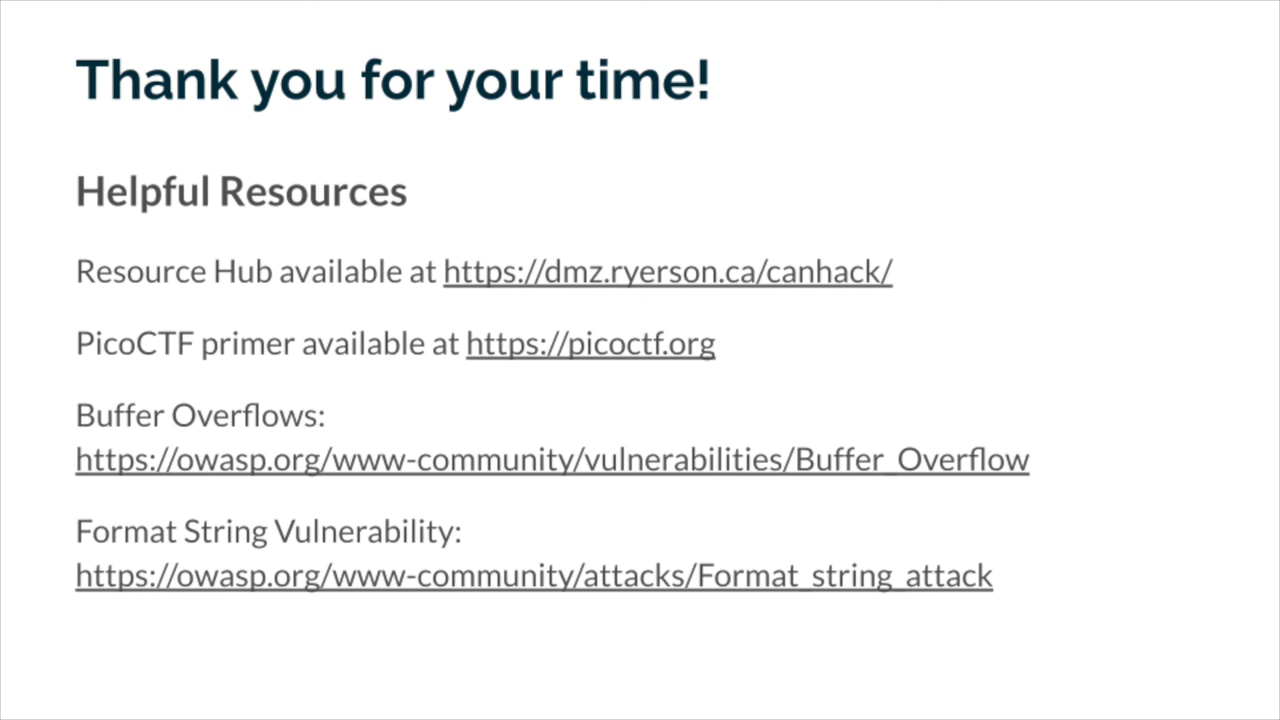 Thank you for your time!
Helpful Resources
Resource Hub available at https://dmz.ryerson.ca/canhack/
PicoCTF primer available at https://picoctf.org
Buffer Overflows:
https://owasp.org/www-community/vulnerabilities/Buffer_Overflow
Format String Vulnerability:
https://owasp.org/www-community/attacks/Format_string_attack